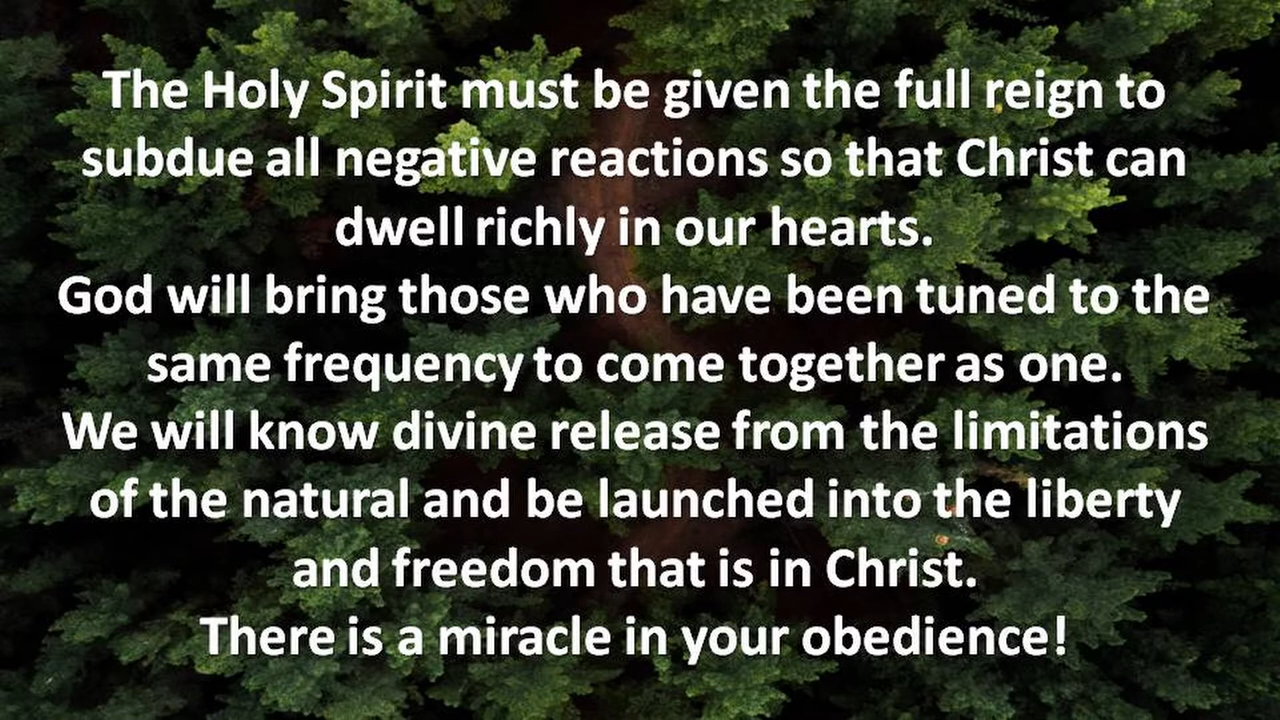 The Holy Spirit must be given the full reign to
subdue all negative reactions so that Christ can
dwell richly in our hearts.
God will bring those who have been tuned to the
same frequency to come together as one.
We will know divine release from the limitations
of the natural and be launched into the liberty
and freedom that is in Christ.
There is a miracle in your obedience!